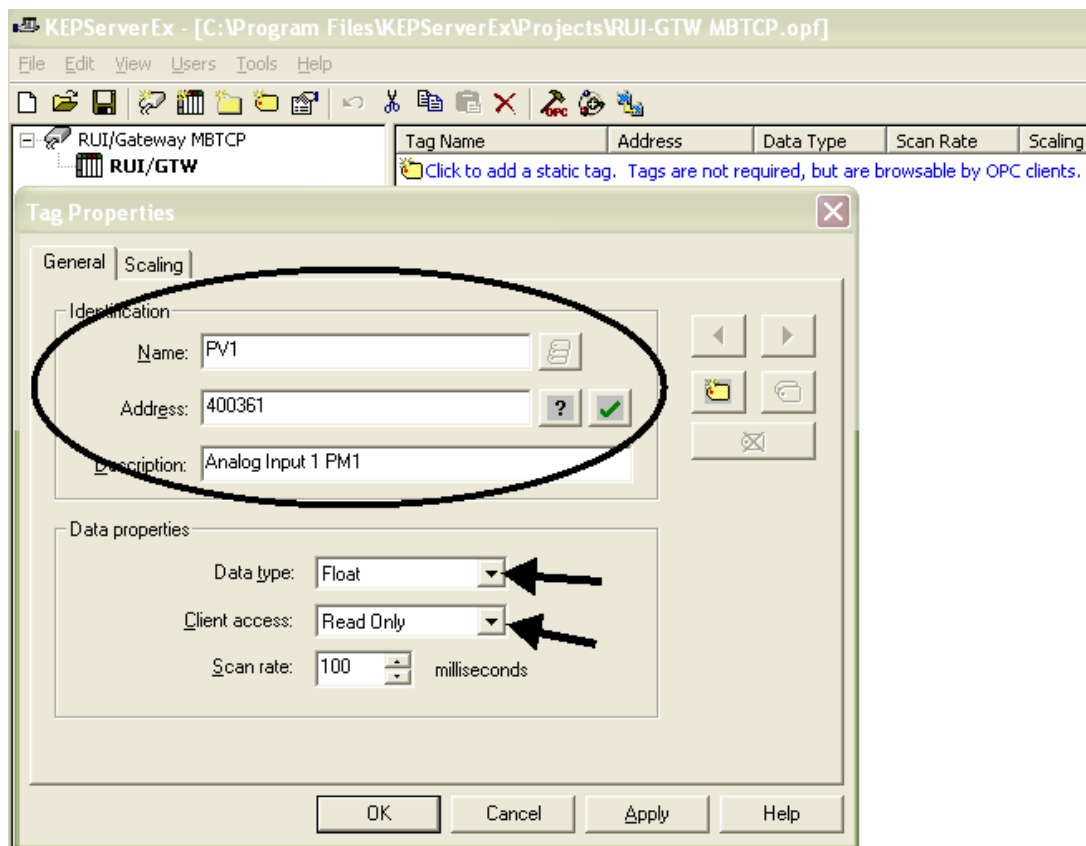 KEPServerEx - [C:\Program Files\KEPServerEx\Projects\RUI-GTW MBTCP.opf]
File Edit View Users Tools Help
OPC
RUI/Gateway MBTCP
RUI/GTW
Tag Name Address Data Type Scan Rate Scaling
Click to add a static tag. Tags are not required, but are browsable by OPC clients.
Tag Properties
General Scaling
Identification
Name: PV1
Address: 400361 ?
Description: Analog Input 1 PM1
Data properties
Data type: Float
Client access: Read Only
Scan rate: 100 milliseconds
OK Cancel Apply Help